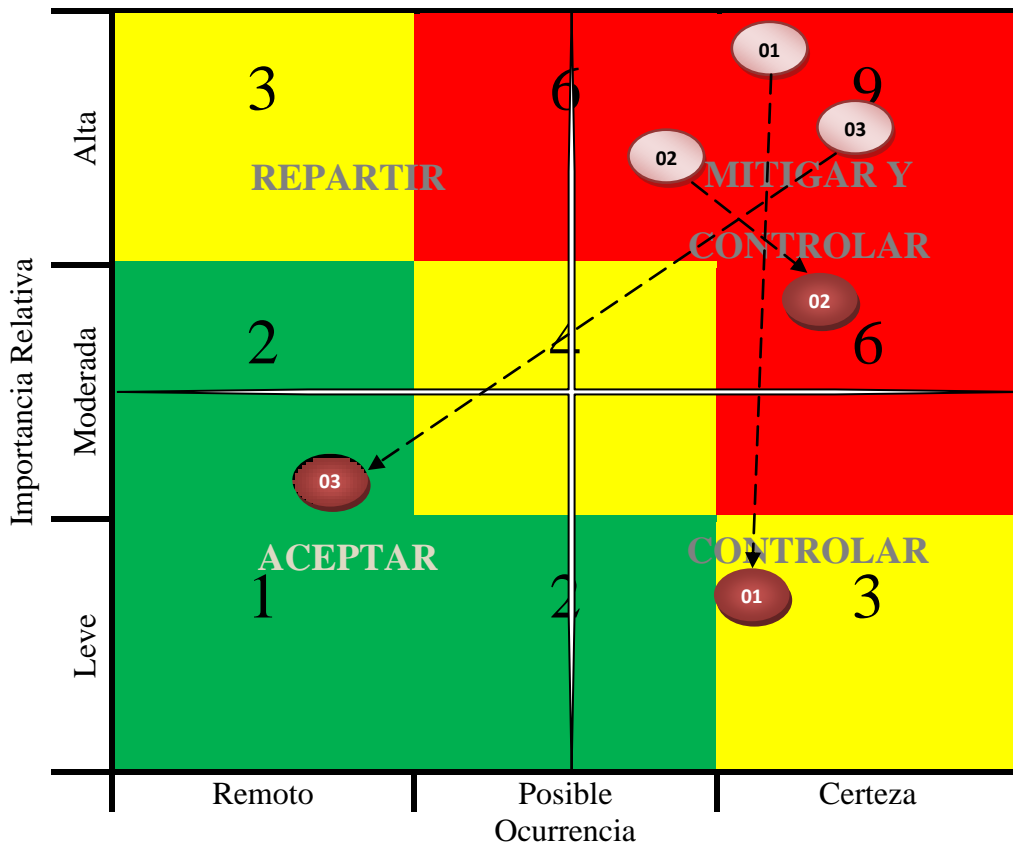 01
3
6
9
03
02
Alta
REPARTIR
MITIGAR Y
CONTROLAR
02
Importancia Relativa
Moderada
2
4
6
03
ACEPTAR
CONTROLAR
Leve
1
2
01
3
Remoto
Posible
Certeza
Ocurrencia